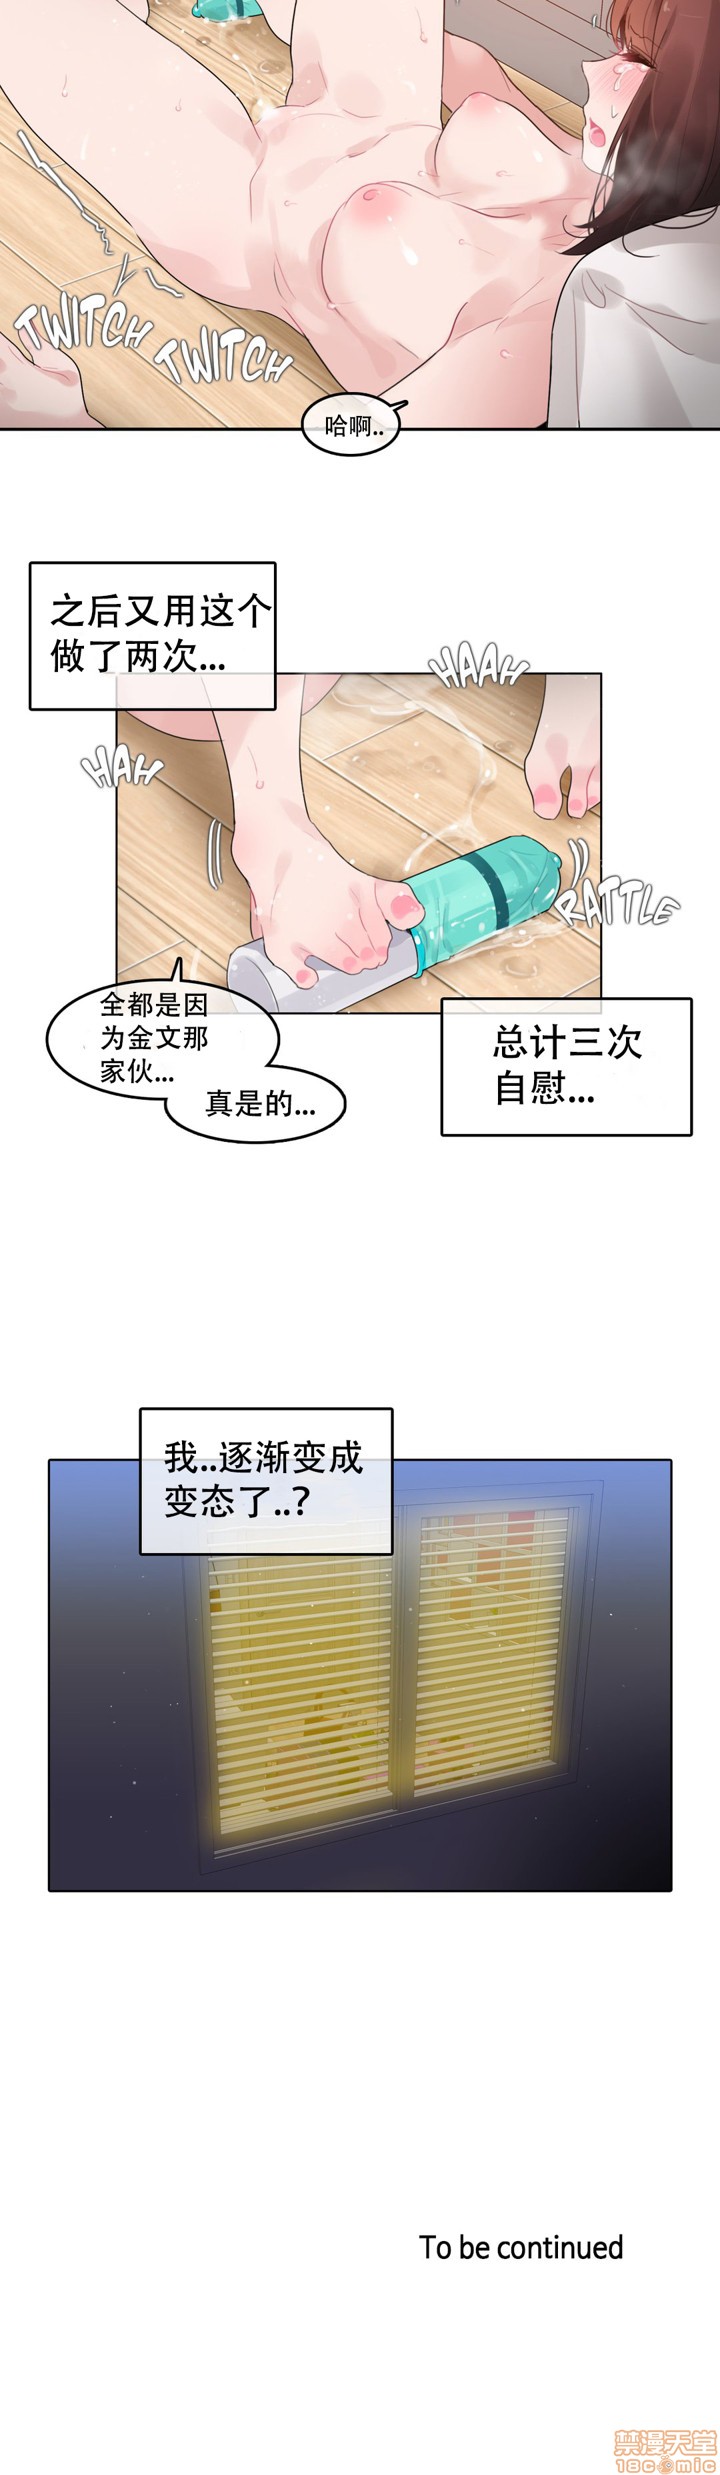 TWITCH
TWITCH
哈啊..
之后又用这个
做了两次...
HAAH
HAH
RATTLE
全都是因
为金文那
家伙...
真是的...
总计三次
自慰...
我..逐渐变成
变态了..?
To be continued
禁漫天堂
18comic